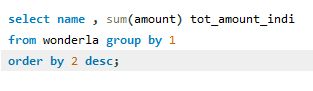 select name , sum(amount) tot_amount_indi
from wonderla group by 1
order by 2 desc;